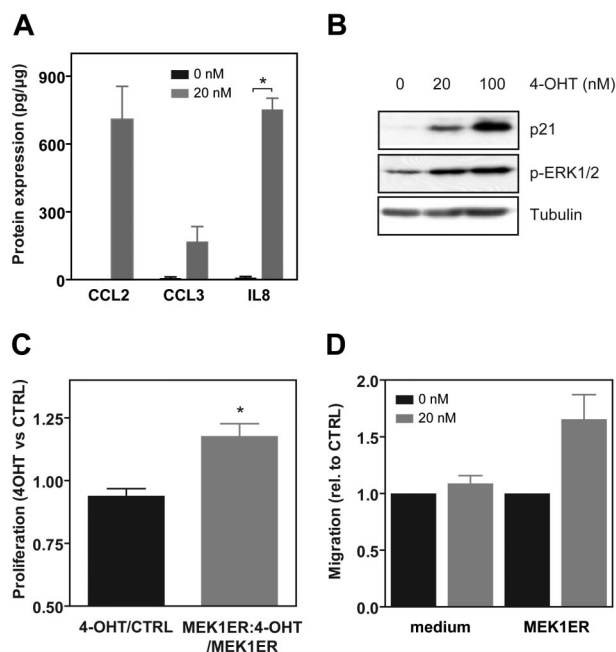 A
Protein expression (pg/µg)
900
600
300
0
0 nM
20 nM
*
CCL2 CCL3 IL8
B
0 20 100 4-OHT (nM)
p21
p-ERK1/2
Tubulin
C
Proliferation (4OHT vs CTRL)
1.25
1.00
0.75
0.50
*
4-OHT/CTRL MEK1ER:4-OHT
/MEK1ER
D
Migration (rel. to CTRL)
2.0
1.5
1.0
0.5
0.0
0 nM
20 nM
medium MEK1ER